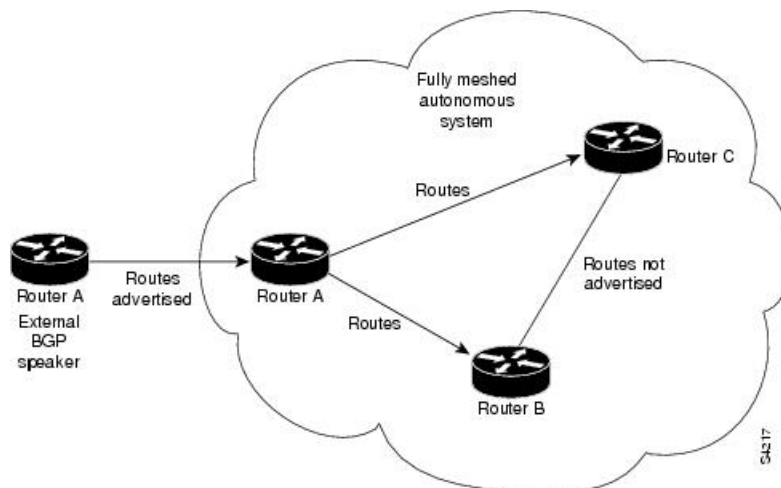 Fully meshed
autonomous
system
Router C
Routes
Router A
External
BGP
speaker
Routes
advertised
Router A
Routes not
advertised
Routes
Router B
S4217